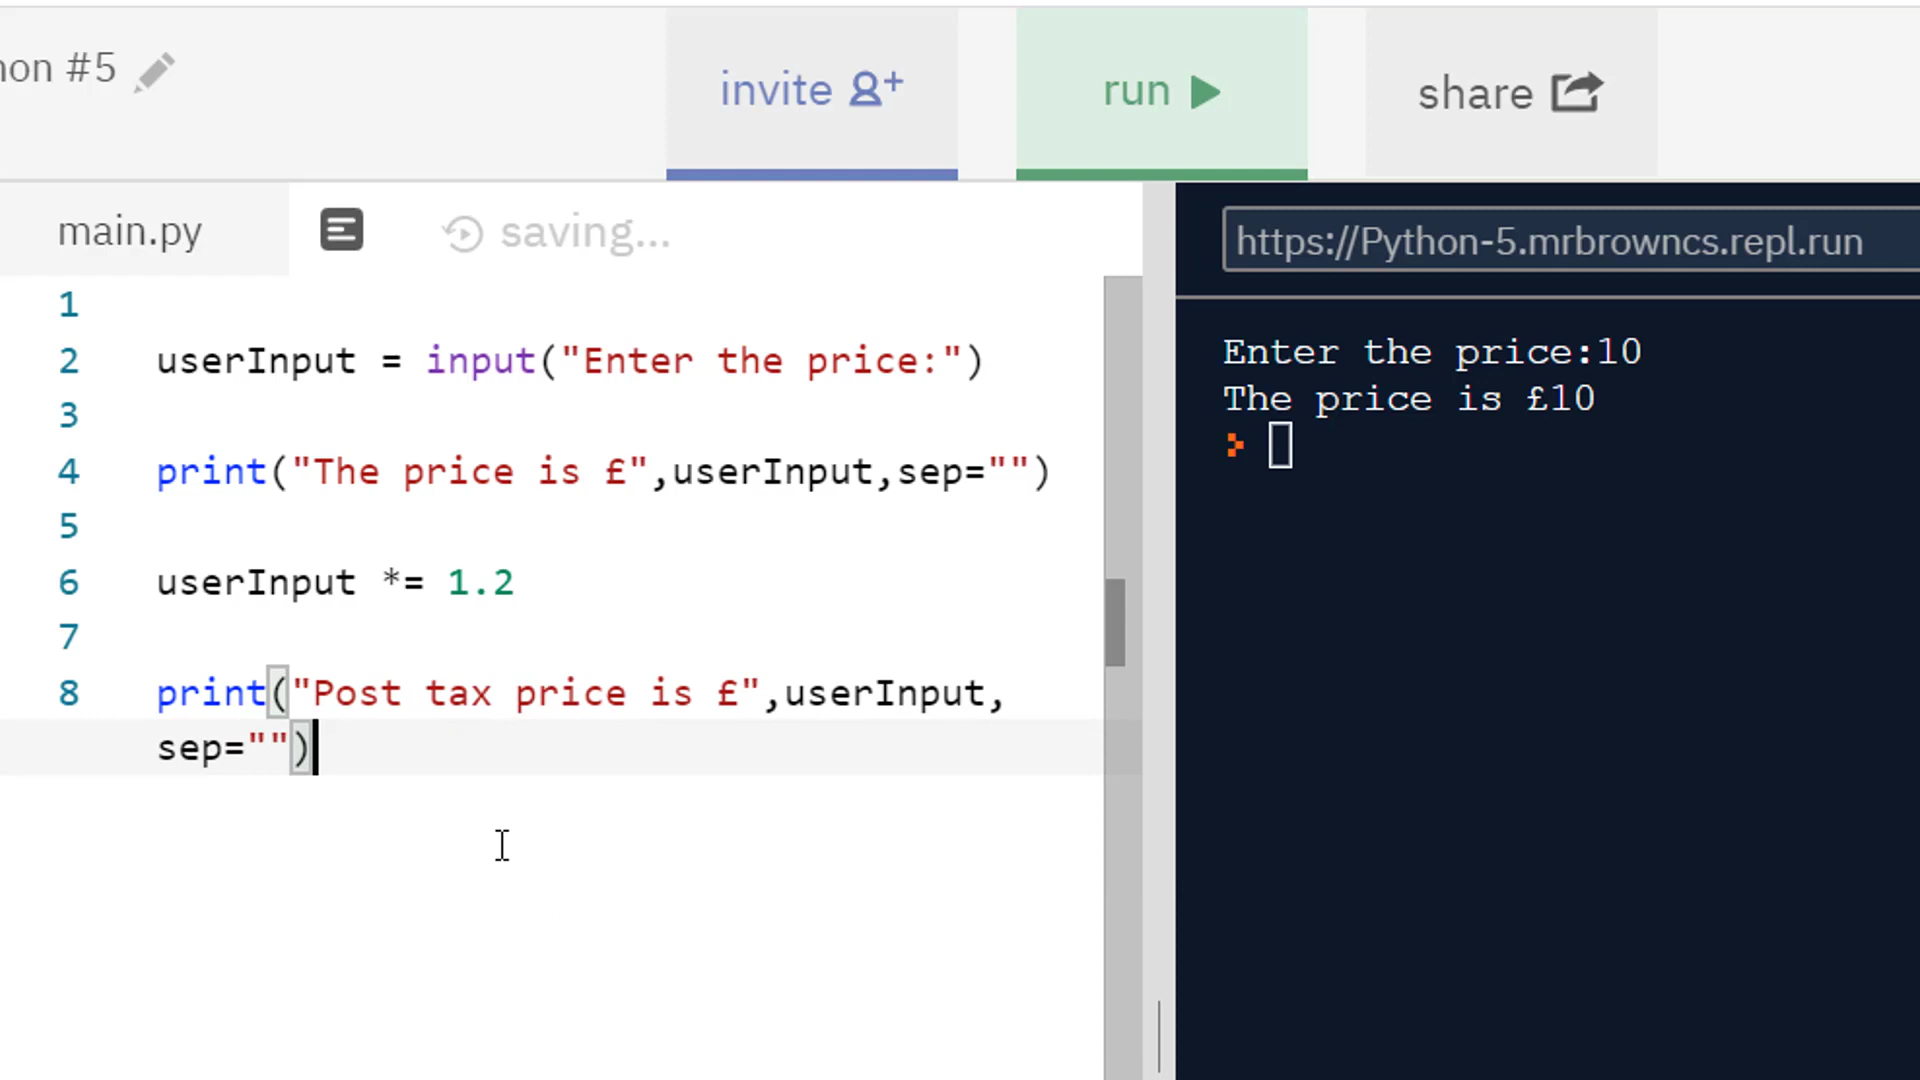 hon #5
invite
run
share
main.py
saving...
https://Python-5.mrbrowncs.repl.run
1
2 userInput = input("Enter the price:")
3
4 print("The price is £",userInput,sep="")
5
6 userInput *= 1.2
7
8 print("Post tax price is £",userInput,
sep="")
Enter the price:10
The price is £10